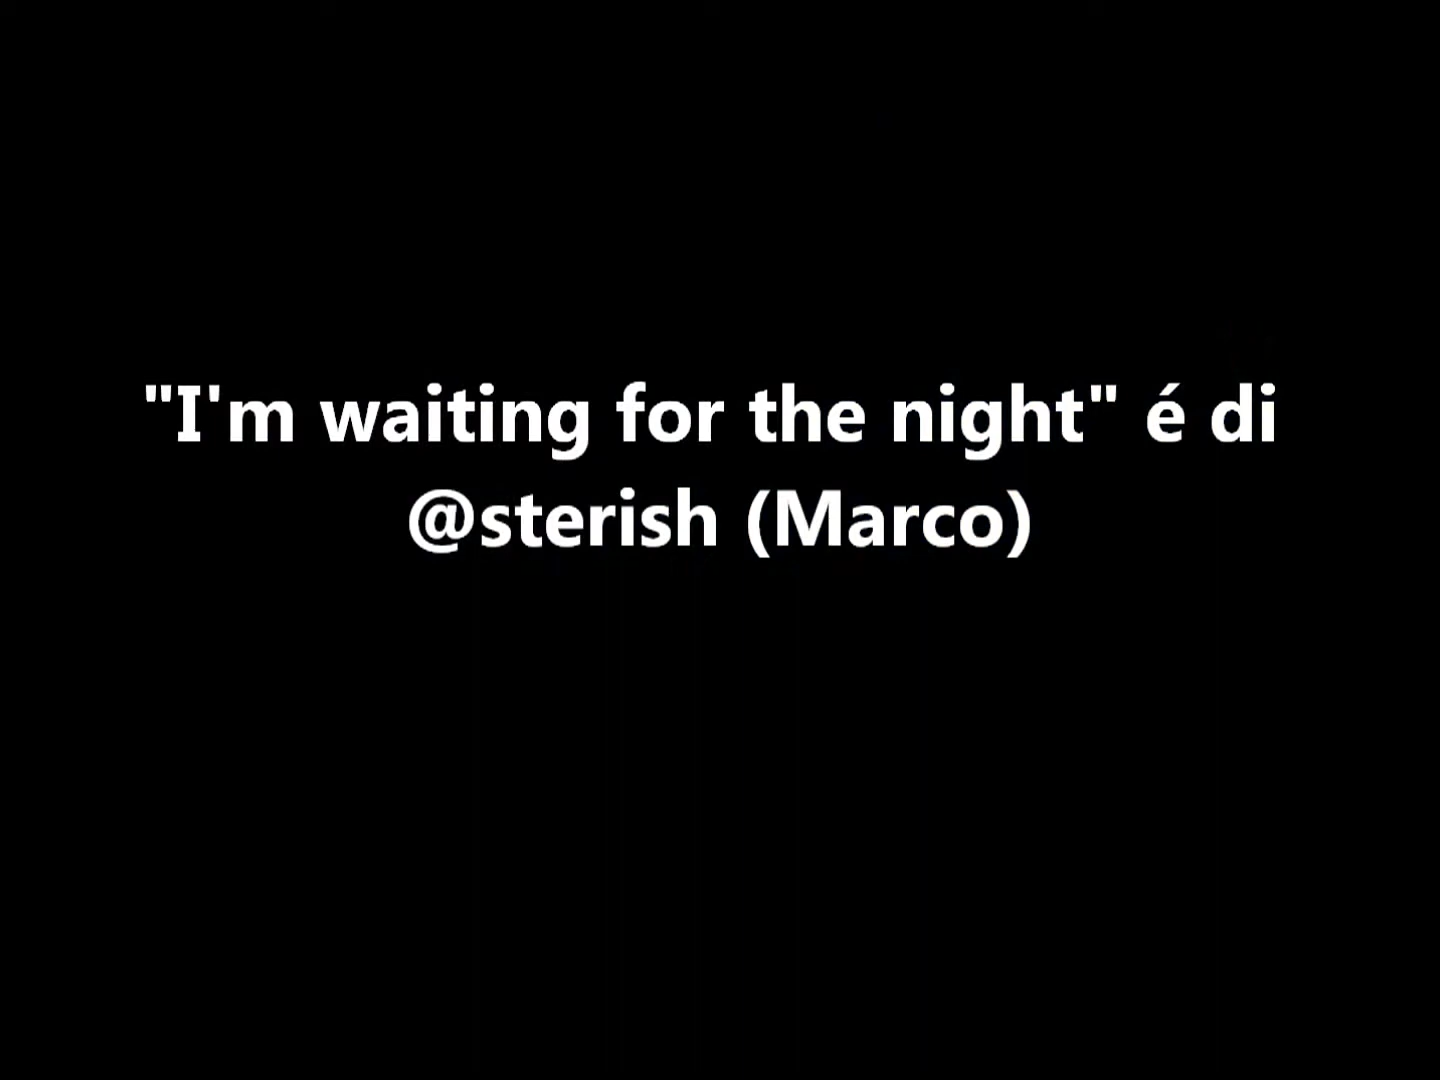 "I'm waiting for the night" é di
@sterish (Marco)